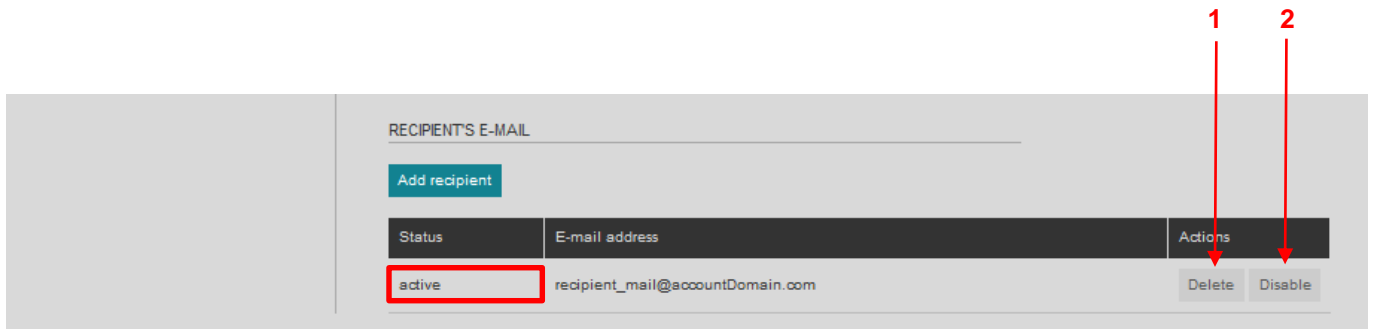 1 2
RECIPIENT'S E-MAIL
Add recipient
Status E-mail address Actions
active recipient_mail@accountDomain.com Delete Disable